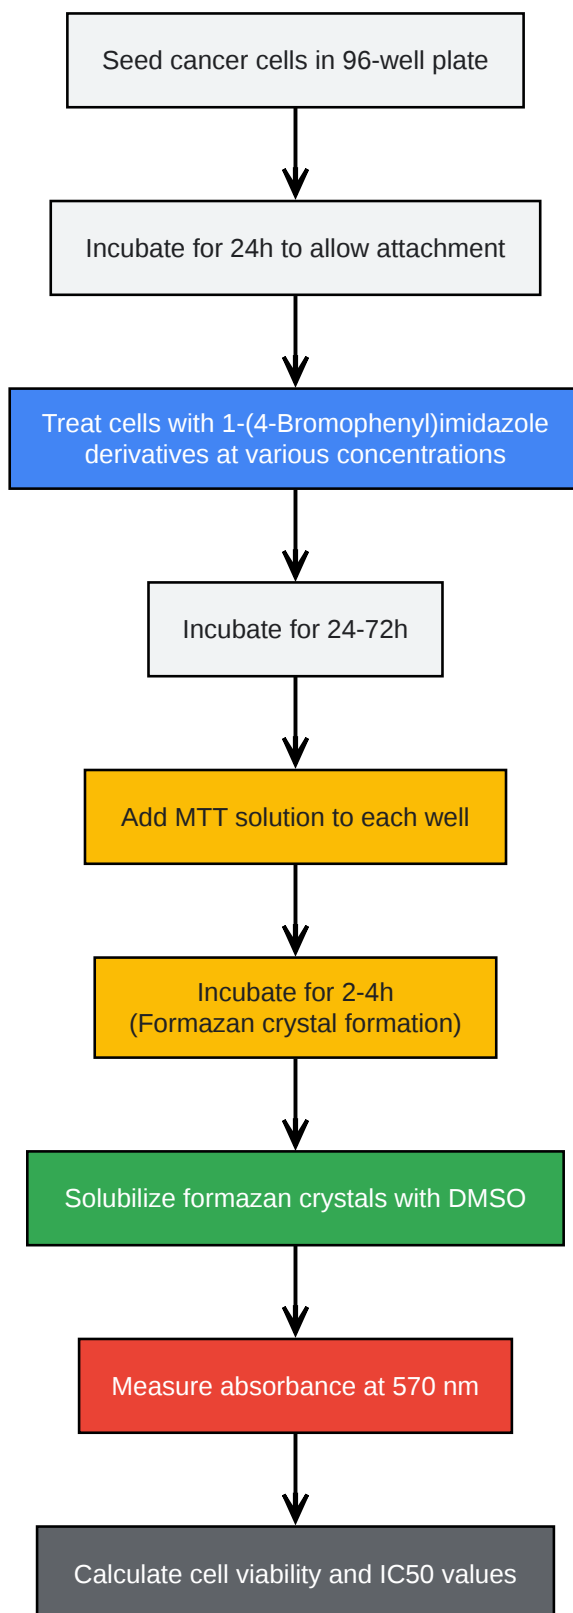 Seed cancer cells in 96-well plate
Incubate for 24h to allow attachment
Treat cells with 1-(4-Bromophenyl)imidazole
derivatives at various concentrations
Incubate for 24-72h
Add MTT solution to each well
Incubate for 2-4h
(Formazan crystal formation)
Solubilize formazan crystals with DMSO
Measure absorbance at 570 nm
Calculate cell viability and IC50 values